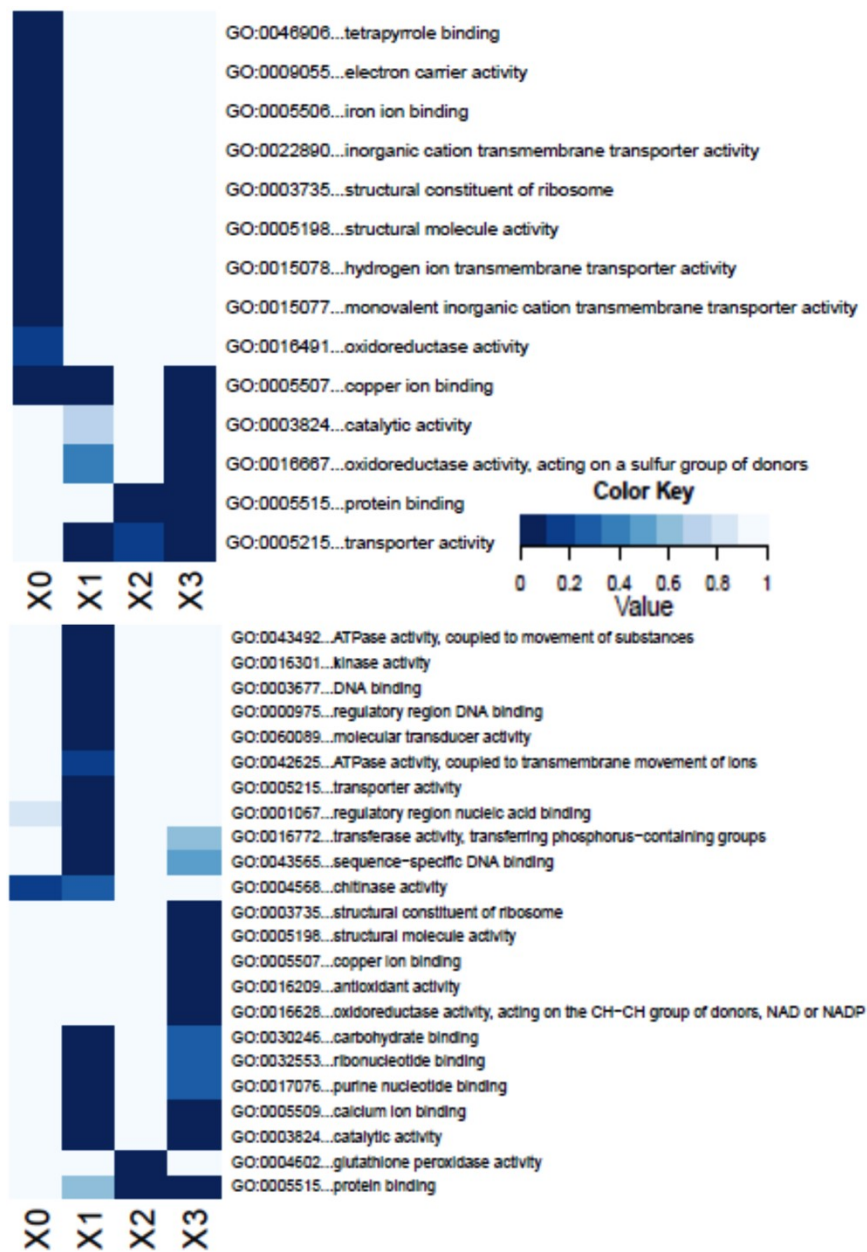 GO:0046906...tetrapyrrole binding
GO:0009055...electron carrier activity
GO:0005506...iron ion binding
GO:0022890...inorganic cation transmembrane transporter activity
GO:0003735...structural constituent of ribosome
GO:0005198...structural molecule activity
GO:0015078...hydrogen ion transmembrane transporter activity
GO:0015077...monovalent inorganic cation transmembrane transporter activity
GO:0016491...oxidoreductase activity
GO:0005507...copper ion binding
GO:0003824...catalytic activity
GO:0016667...oxidoreductase activity, acting on a sulfur group of donors
GO:0005515...protein binding
GO:0005215...transporter activity
Color Key
0 0.2 0.4 0.6 0.8 1
Value
X0 X1 X2 X3
GO:0043492...ATPase activity, coupled to movement of substances
GO:0016301...kinase activity
GO:0003677...DNA binding
GO:0000975...regulatory region DNA binding
GO:0060089...molecular transducer activity
GO:0042625...ATPase activity, coupled to transmembrane movement of ions
GO:0005215...transporter activity
GO:0001067...regulatory region nucleic acid binding
GO:0016772...transferase activity, transferring phosphorus-containing groups
GO:0043565...sequence-specific DNA binding
GO:0004568...chitinase activity
GO:0003735...structural constituent of ribosome
GO:0005198...structural molecule activity
GO:0005507...copper ion binding
GO:0016209...antioxidant activity
GO:0016628...oxidoreductase activity, acting on the CH-CH group of donors, NAD or NADP
GO:0030246...carbohydrate binding
GO:0032553...ribonucleotide binding
GO:0017076...purine nucleotide binding
GO:0005509...calcium ion binding
GO:0003824...catalytic activity
GO:0004602...glutathione peroxidase activity
GO:0005515...protein binding
X0 X1 X2 X3